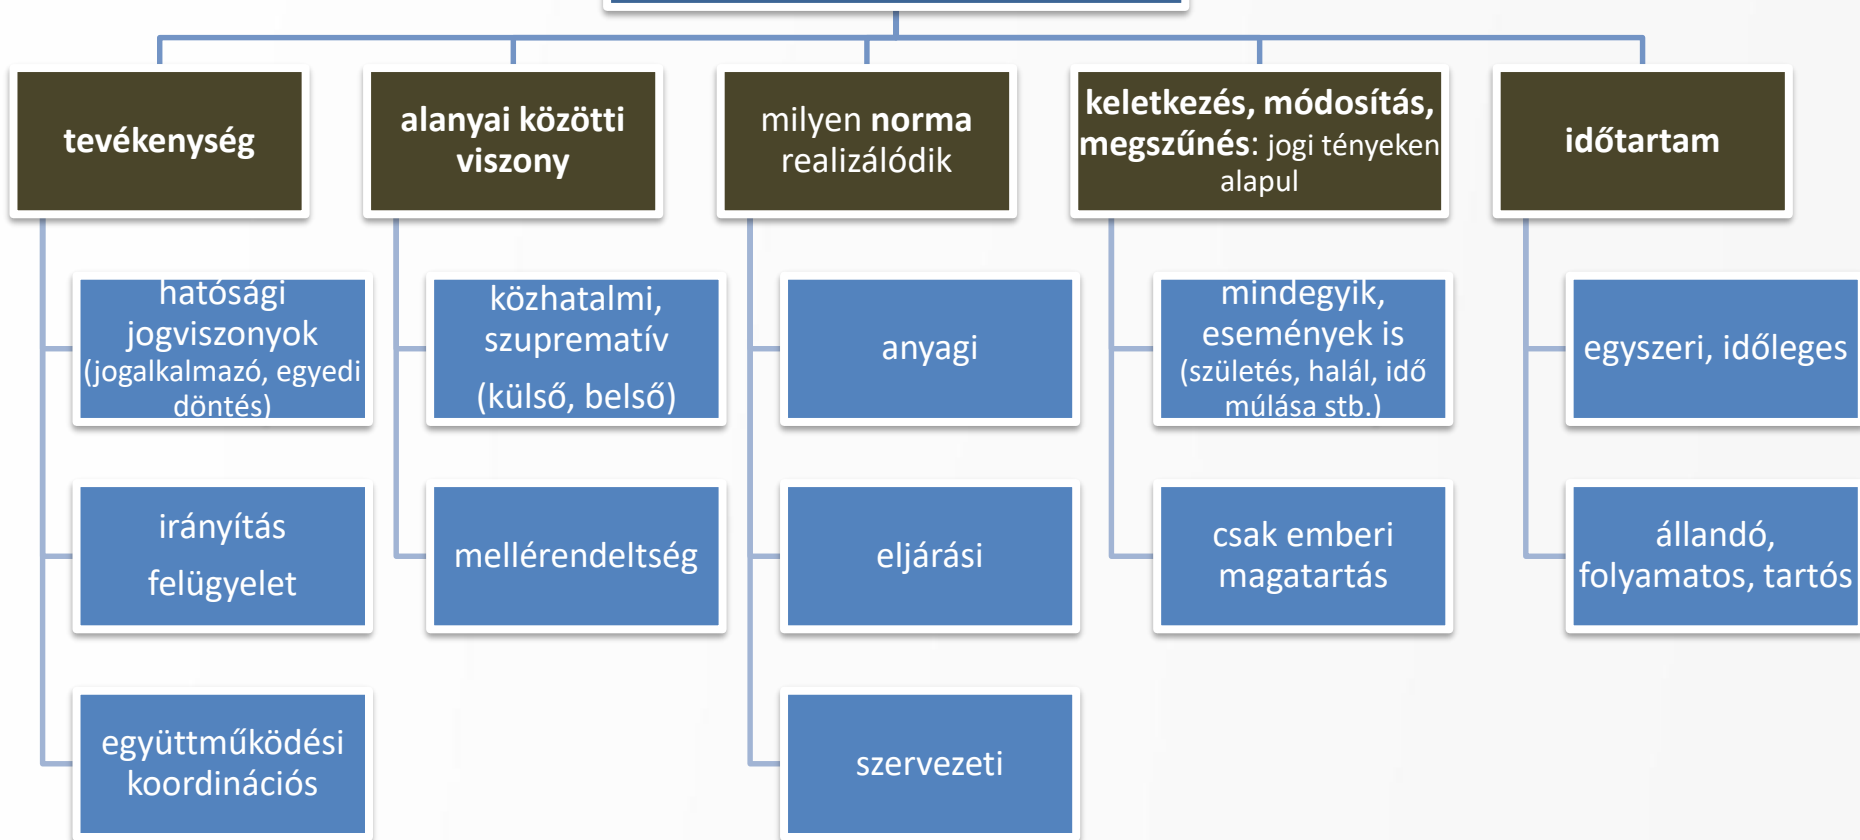 tevékenység
hatósági
jogviszonyok
(jogalkalmazó, egyedi
döntés)
irányítás
felügyelet
együttműködési
koordinációs
alanyai közötti
viszony
közhatalmi,
szuprematív
(külső, belső)
mellérendeltség
milyen norma
realizálódik
anyagi
eljárási
szervezeti
keletkezés, módosítás,
megszűnés: jogi tényeken
alapul
mindegyik,
események is
(születés, halál, idő
múlása stb.)
csak emberi
magatartás
időtartam
egyszeri, időleges
állandó,
folyamatos, tartós